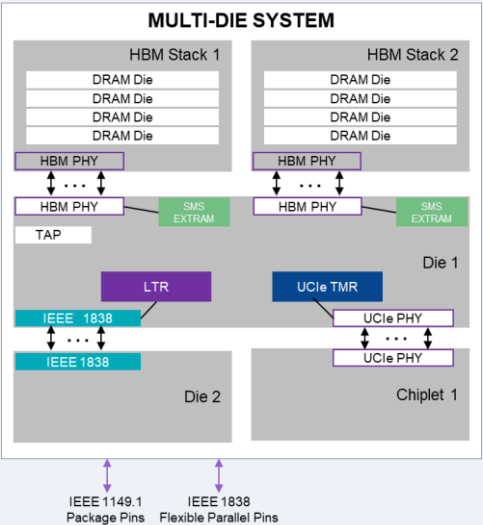 MULTI-DIE SYSTEM
HBM Stack 1
DRAM Die
DRAM Die
DRAM Die
DRAM Die
HBM PHY
HBM Stack 2
DRAM Die
DRAM Die
DRAM Die
DRAM Die
HBM PHY
HBM PHY
SMS
EXTRAM
HBM PHY
SMS
EXTRAM
TAP
Die 1
LTR
UCIe TMR
IEEE 1838
UCIe PHY
IEEE 1838
UCIe PHY
Die 2
Chiplet 1
IEEE 1149.1
Package Pins
IEEE 1838
Flexible Parallel Pins